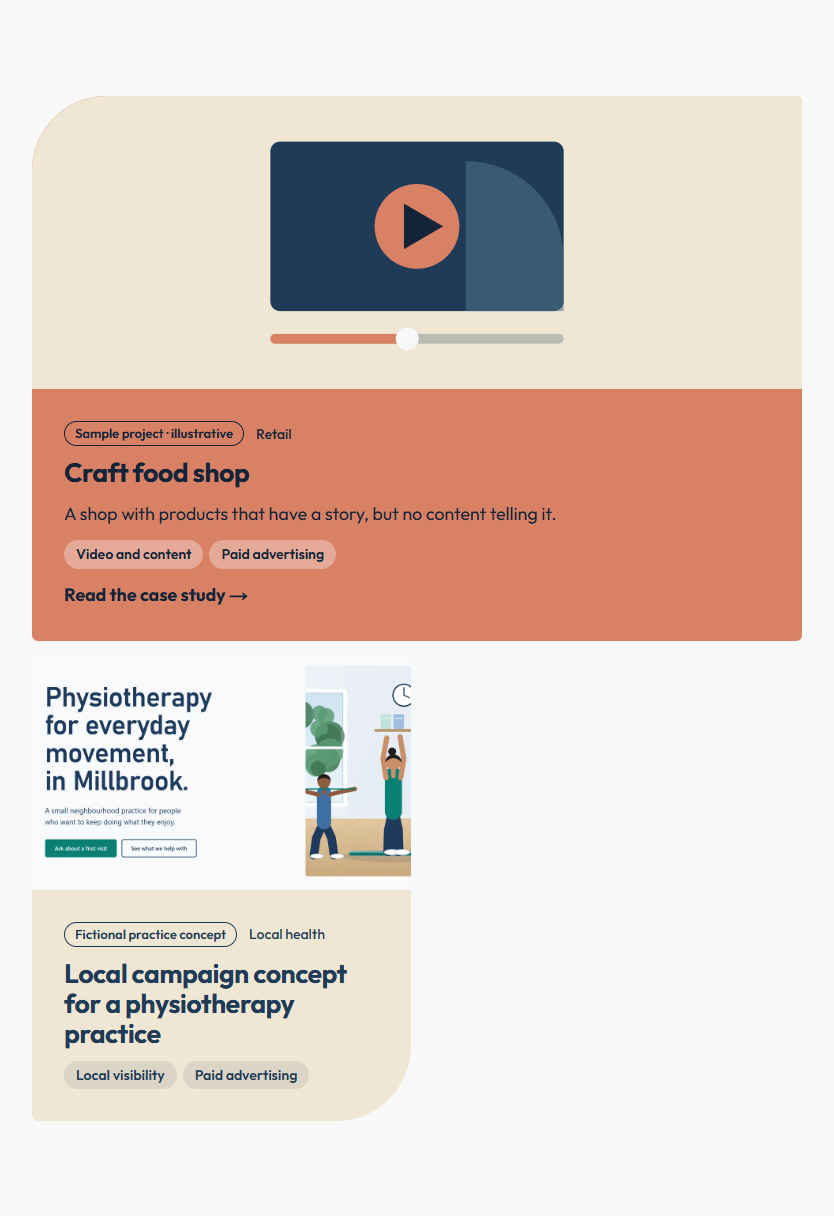 Sample project · illustrative
Retail
Craft food shop
A shop with products that have a story, but no content telling it.
Video and content
Paid advertising
Read the case study →
Physiotherapy
for everyday
movement,
in Millbrook.
A small neighbourhood practice for people
who want to keep doing what they enjoy.
Ask about a first visit
See what we help with
Fictional practice concept
Local health
Local campaign concept
for a physiotherapy
practice
Local visibility
Paid advertising